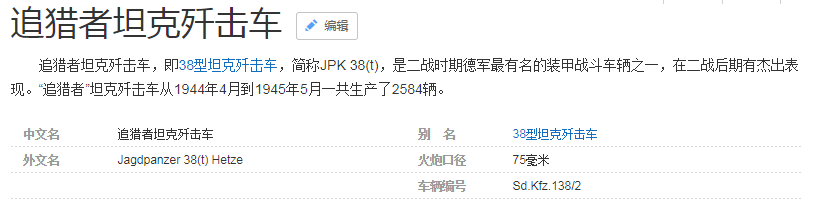 追猎者坦克歼击车 编辑
追猎者坦克歼击车，即38型坦克歼击车，简称JPK 38(t)，是二战时期德军最有名的装甲战斗车辆之一，在二战后期有杰出表
现。“追猎者”坦克歼击车从1944年4月到1945年5月一共生产了2584辆。
中文名 追猎者坦克歼击车 别 名 38型坦克歼击车
外文名 Jagdpanzer 38(t) Hetze 火炮口径 75毫米
车辆编号 Sd.Kfz.138/2